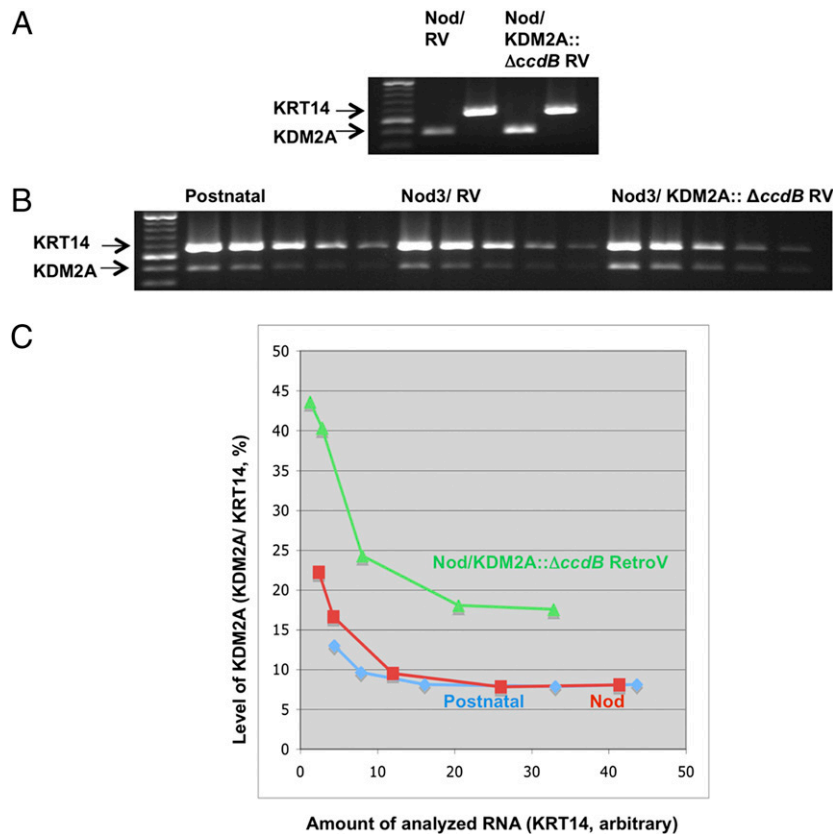 A
Nod/
RV
Nod/
KDM2A::
ΔccdB RV
KRT14
KDM2A
B
Postnatal
Nod3/ RV
Nod3/ KDM2A:: ΔccdB RV
KRT14
KDM2A
C
Level of KDM2A (KDM2A/ KRT14, %)
50
45
40
35
30
25
20
15
10
5
0
Nod/KDM2A::ΔccdB RetroV
Postnatal
Nod
0
10
20
30
40
50
Amount of analyzed RNA (KRT14, arbitrary)